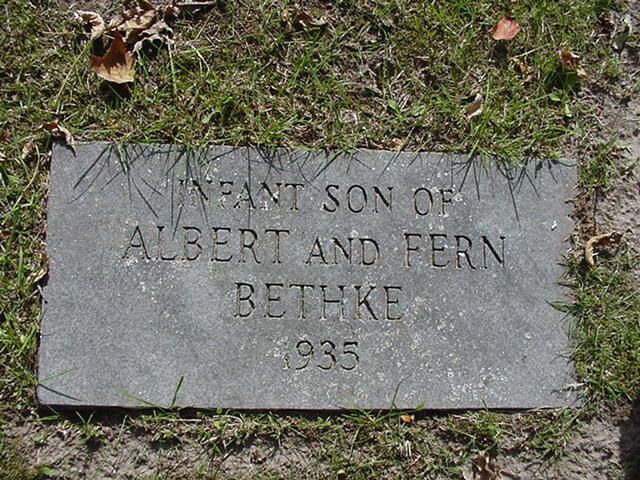 INFANT SON OF
ALBERT AND FERN
BETHKE
1935